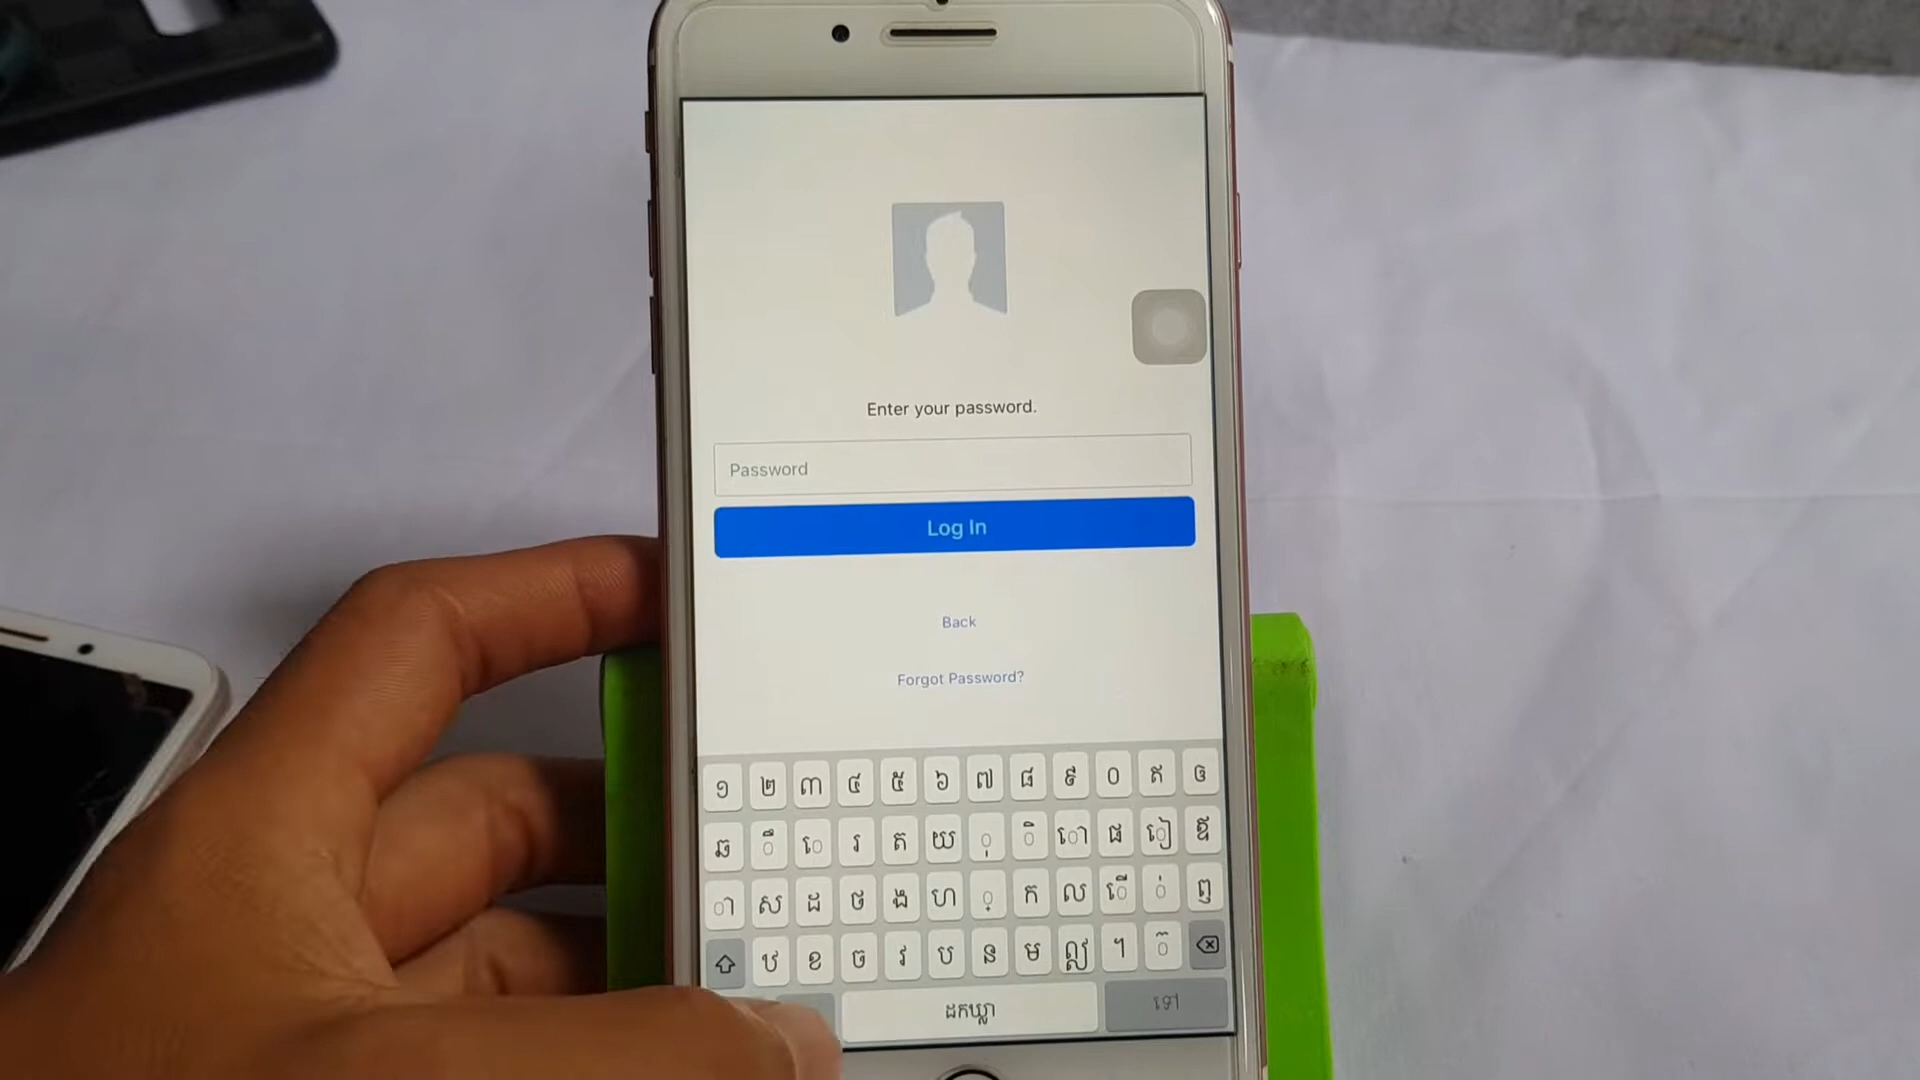 Enter your password.
Password
Log In
Back
Forgot Password?
១ ២ ៣ ៤ ៥ ៦ ៧ ៨ ៩ ០ ឥ ឲ
ឆ ឹ េ រ ត យ ុ ិ ោ ផ ៀ ឪ
ា ស ដ ថ ង ហ ្ ក ល ើ ់ ឭ
ឋ ខ ច វ ប ន ម ឮ ។ ៊
ដកឃ្លា ទៅ